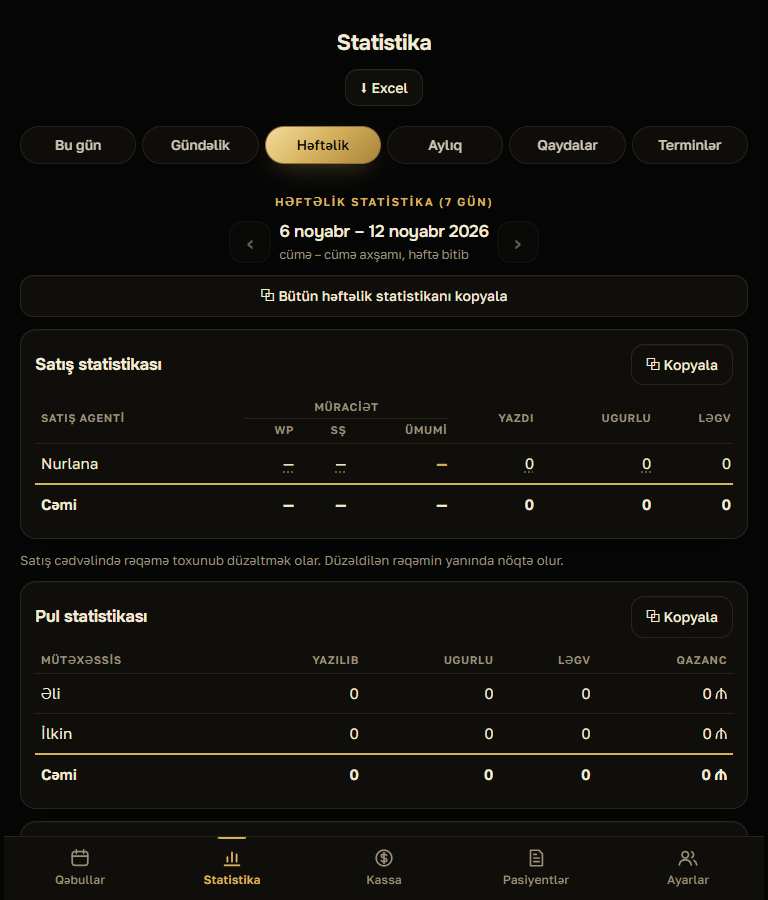 Statistika
⬇ Excel
Bu gün Gündəlik Həftəlik Aylıq Qaydalar Terminlər
HƏFTƏLİK STATİSTİKA (7 GÜN)
‹ 6 noyabr – 12 noyabr 2026 ›
cümə – cümə axşamı, həftə bitib
Bütün həftəlik statistikanı kopyala
Satış statistikası Kopyala
MÜRACİƏT
SATIŞ AGENTİ YAZDI UGURLU LƏGV
WP SŞ ÜMUMİ
Nurlana – – – 0 0 0
Cəmi – – – 0 0 0
Satış cədvəlində rəqəmə toxunub düzəltmək olar. Düzəldilən rəqəmin yanında nöqtə olur.
Pul statistikası Kopyala
MÜTƏXƏSSİS YAZILIB UGURLU LƏGV QAZANC
Əli 0 0 0 0 ₼
İlkin 0 0 0 0 ₼
Cəmi 0 0 0 0 ₼
Qəbullar Statistika Kassa Pasiyentlər Ayarlar